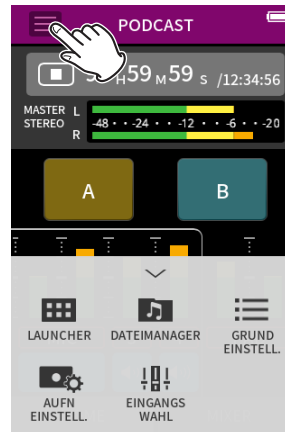 PODCAST
H59 M59 S /12:34:56
MASTER STEREO L R
-48 · · -24 · · -12 · · -6 · · -20
A B
LAUNCHER DATEIMANAGER GRUND EINSTELL.
AUFN EINSTELL. EINGANGS WAHL